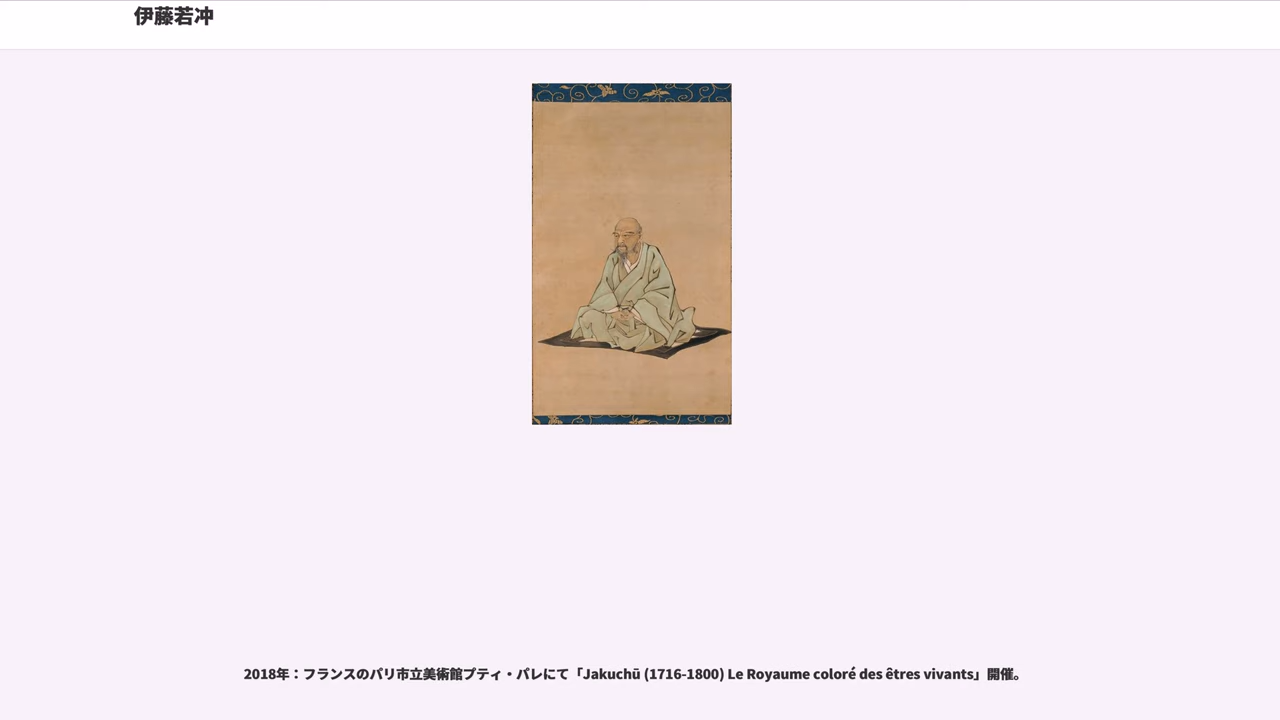 伊藤若冲
2018年：フランスのパリ市立美術館プティ・パレにて「Jakuchū (1716-1800) Le Royaume coloré des êtres vivants」開催。